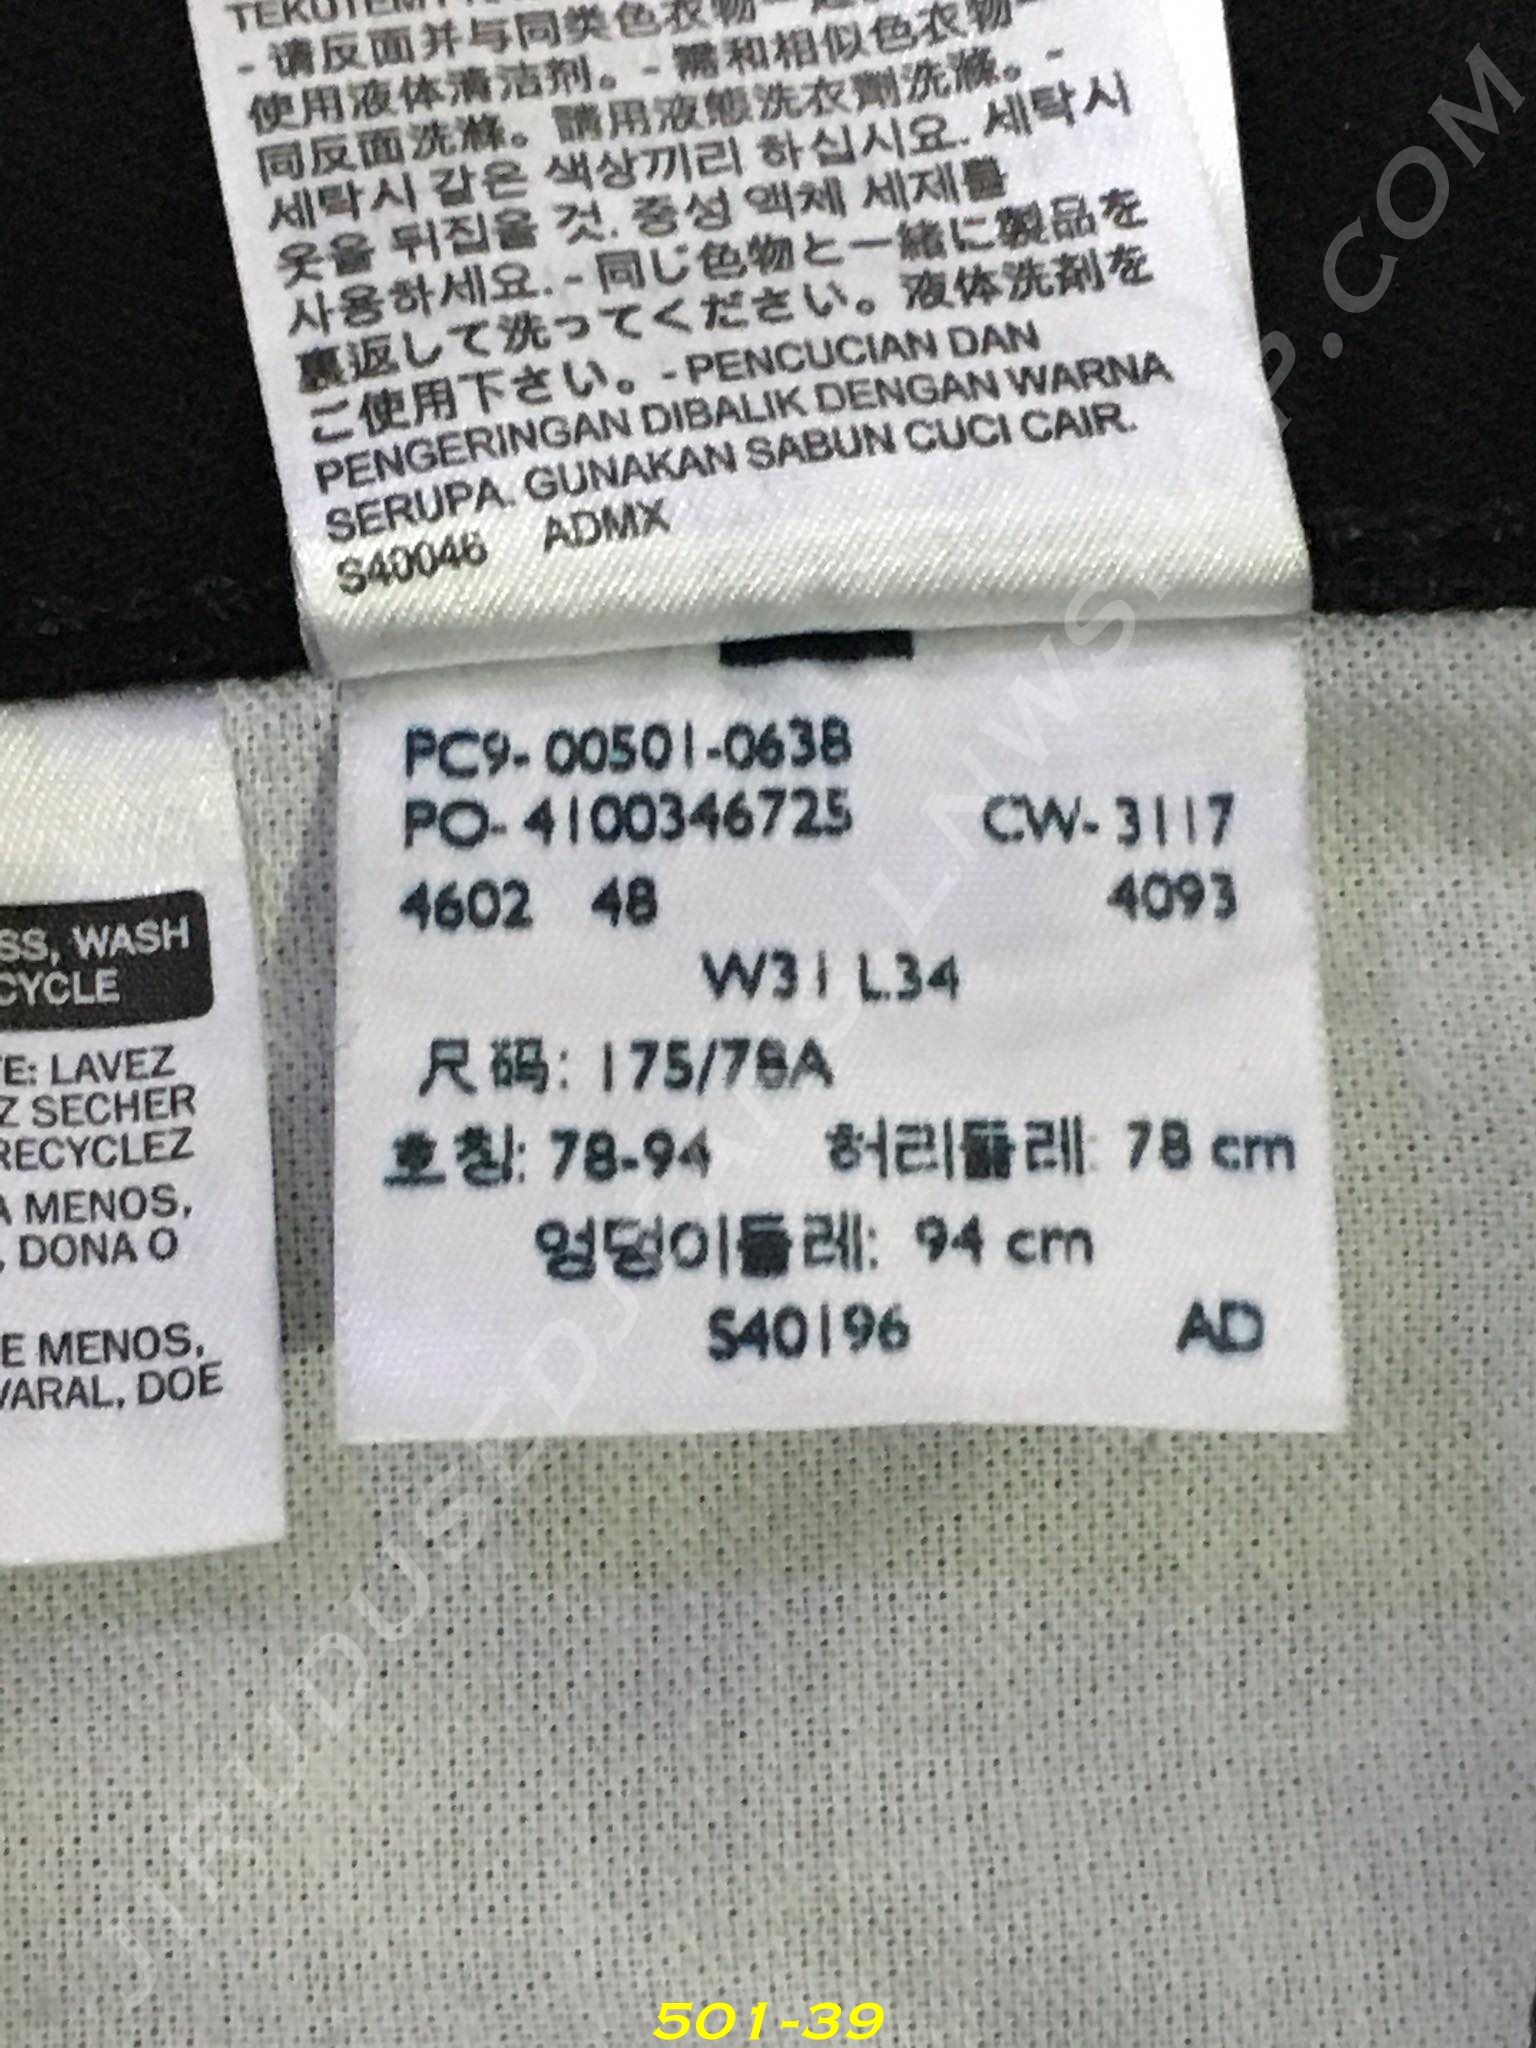 - 请反面并与同类色衣物一起
使用液体清洁剂。- 需和相似色衣物一
同反面洗滌。請用液態洗衣劑洗滌。-
세탁시 같은 색상끼리 하십시요. 세탁시
옷을 뒤집을 것. 중성 액체 세제를
사용하세요. - 同じ色物と一緒に製品を
裏返して洗ってください。液体洗剤を
ご使用下さい。- PENCUCIAN DAN
PENGERINGAN DIBALIK DENGAN WARNA
SERUPA. GUNAKAN SABUN CUCI CAIR.
S40046 ADMX
PC9- 00501-0638
PO- 4100346725 CW- 3117
4602 48 4093
W31 L34
尺码: 175/78A
호칭: 78-94 허리둘레: 78 cm
엉덩이둘레: 94 cm
S40196 AD
SS, WASH
CYCLE
E: LAVEZ
Z SECHER
RECYCLEZ
A MENOS,
, DONA O
E MENOS,
VARAL, DOE
501-39